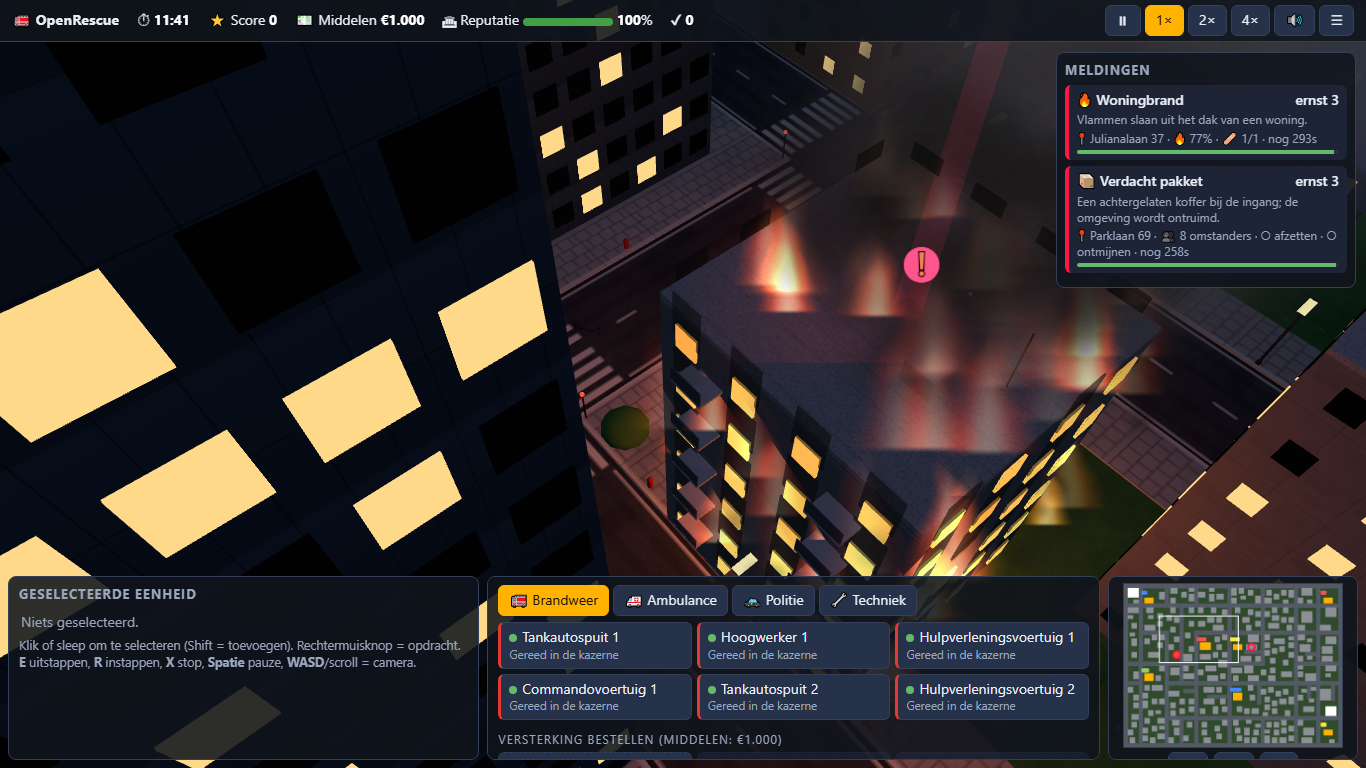 OpenRescue 11:41 Score 0 Middelen €1.000 Reputatie 100% ✓ 0 1× 2× 4×
MELDINGEN
Woningbrand ernst 3
Vlammen slaan uit het dak van een woning.
Julianalaan 37 · 77% · 1/1 · nog 293s
Verdacht pakket ernst 3
Een achtergelaten koffer bij de ingang; de
omgeving wordt ontruimd.
Parklaan 69 · 8 omstanders · ○ afzetten · ○
ontmijnen · nog 258s
GESELECTEERDE EENHEID
Niets geselecteerd.
Klik of sleep om te selecteren (Shift = toevoegen). Rechtermuisknop = opdracht.
E uitstappen, R instappen, X stop, Spatie pauze, WASD/scroll = camera.
Brandweer Ambulance Politie Techniek
Tankautospuit 1 Hoogwerker 1 Hulpverleningsvoertuig 1
Gereed in de kazerne Gereed in de kazerne Gereed in de kazerne
Commandovoertuig 1 Tankautospuit 2 Hulpverleningsvoertuig 2
Gereed in de kazerne Gereed in de kazerne Gereed in de kazerne
VERSTERKING BESTELLEN (MIDDELEN: €1.000)